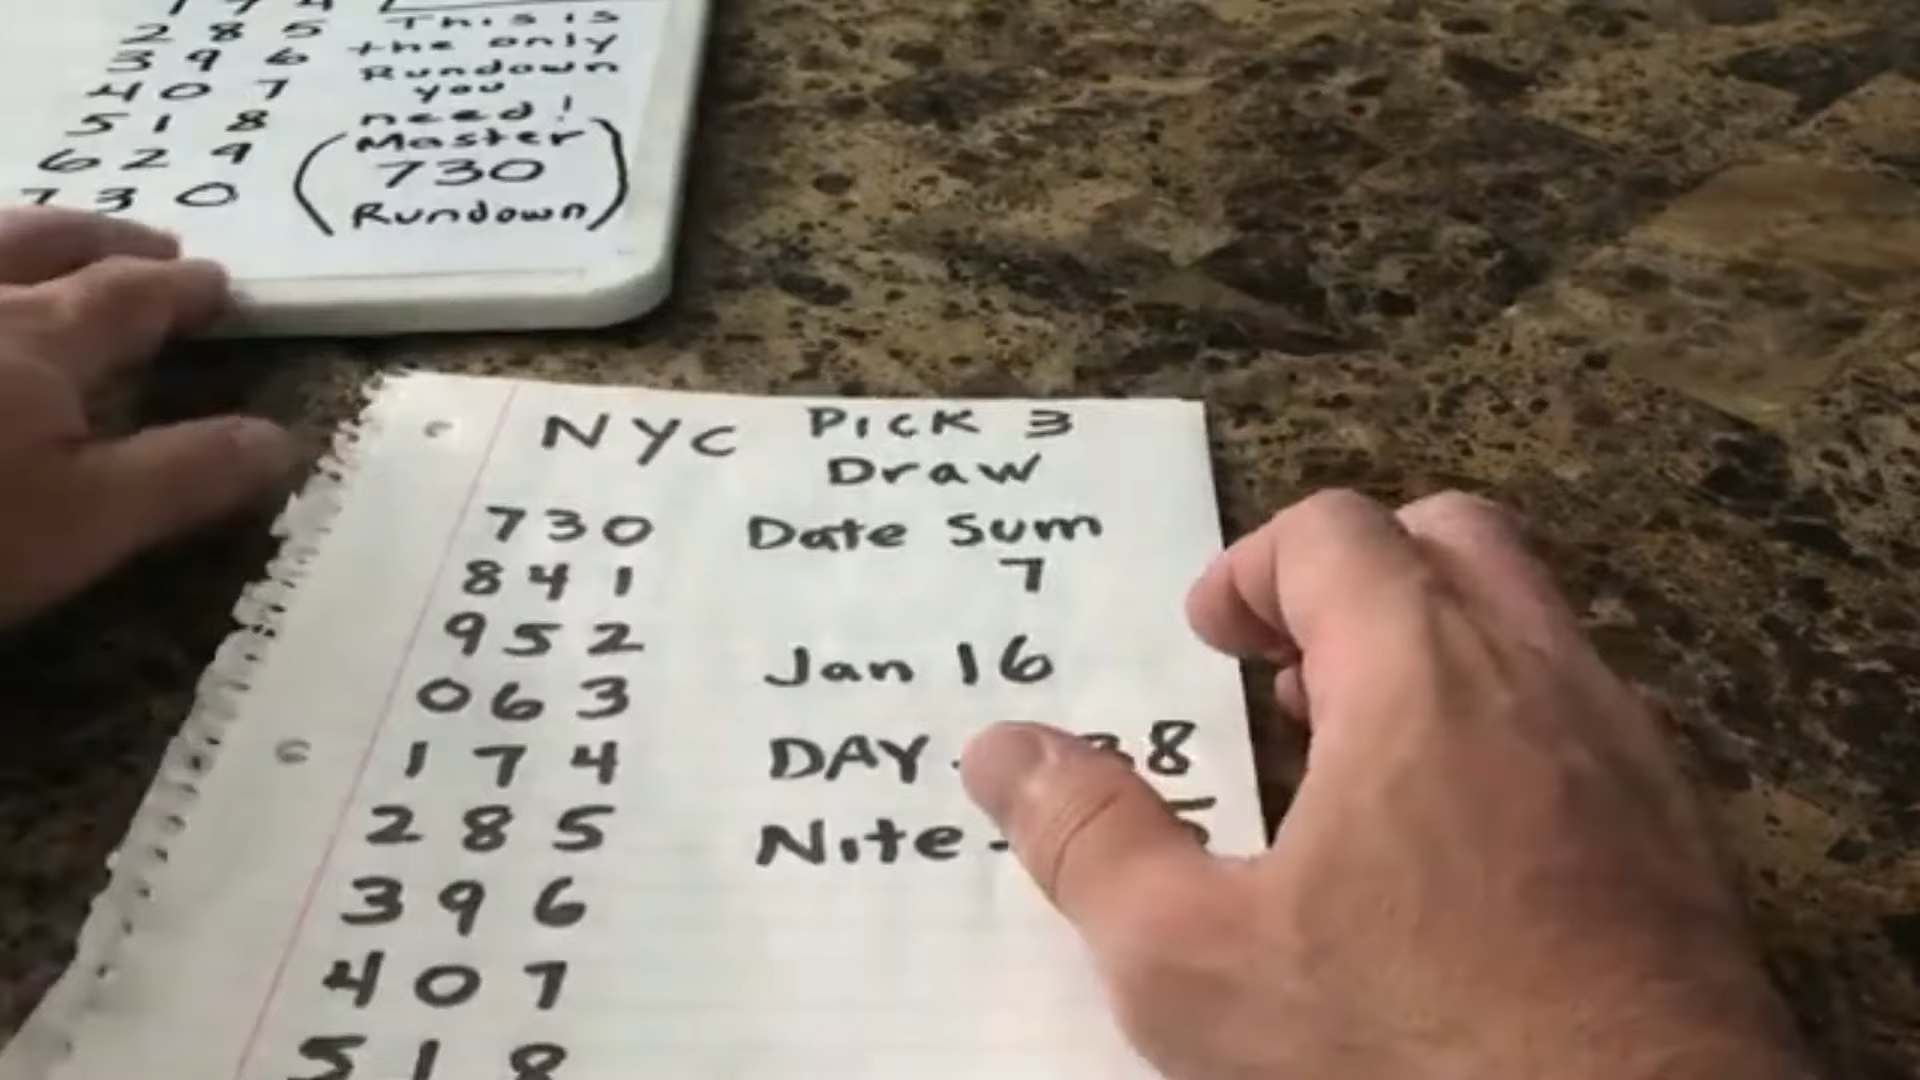 2 8 5
3 9 6
4 0 7
5 1 8
6 2 9
7 3 0
This is
the only
Rundown
you
need!
(Master
730
Rundown)
NYC PICK 3
Draw
730 Date Sum
841 7
952
063 Jan 16
174 DAY
285 Nite -
396
407
518